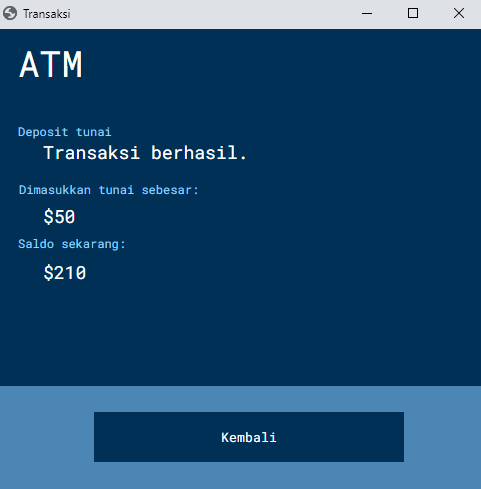 Transaksi
ATM
Deposit tunai
Transaksi berhasil.
Dimasukkan tunai sebesar:
$50
Saldo sekarang:
$210
Kembali